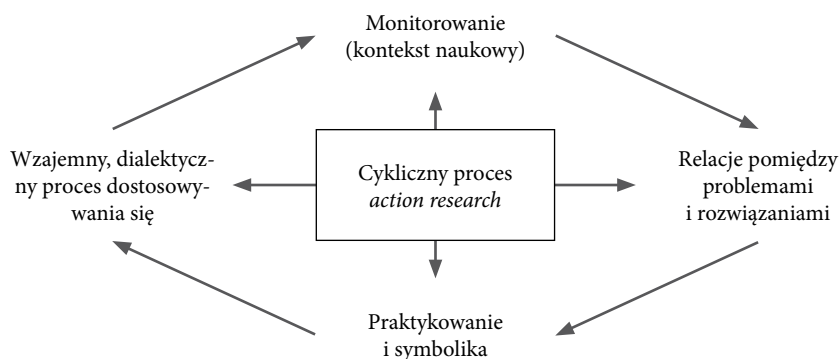 Monitorowanie
(kontekst naukowy)
Wzajemny, dialektycz-
ny proces dostosowy-
wania się
Cykliczny proces
action research
Relacje pomiędzy
problemami
i rozwiązaniami
Praktykowanie
i symbolika